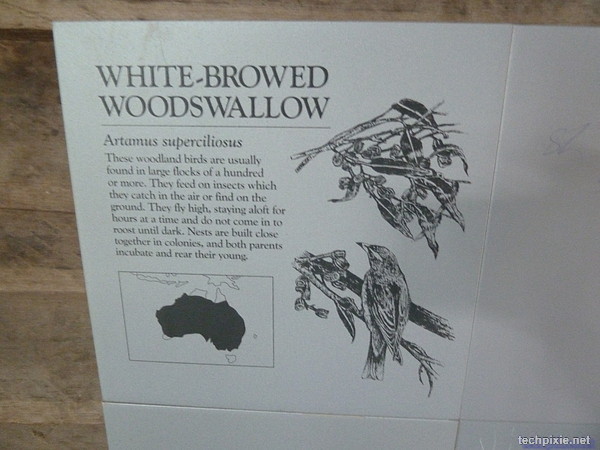 WHITE-BROWED
WOODSWALLOW
Artamus superciliosus
These woodland birds are usually
found in large flocks of a hundred
or more. They feed on insects which
they catch in the air or find on the
ground. They fly high, staying aloft for
hours at a time and do not come in to
roost until dark. Nests are built close
together in colonies, and both parents
incubate and rear their young.
techpixie.net